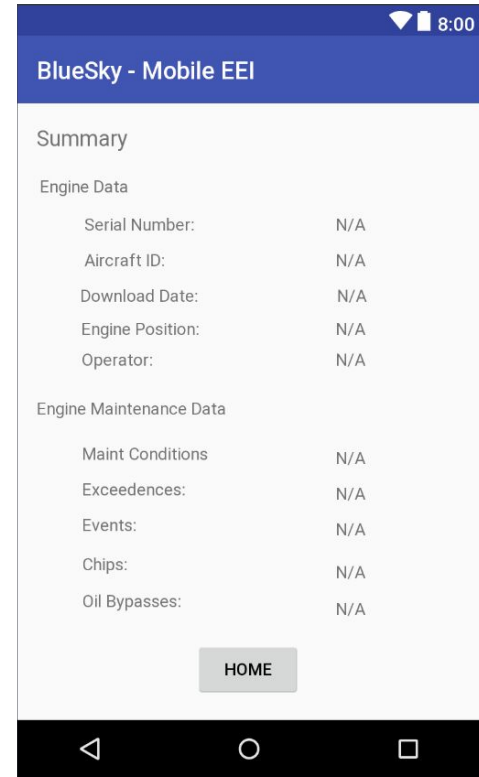 8:00
BlueSky - Mobile EEI
Summary
Engine Data
Serial Number: N/A
Aircraft ID: N/A
Download Date: N/A
Engine Position: N/A
Operator: N/A
Engine Maintenance Data
Maint Conditions N/A
Exceedences: N/A
Events: N/A
Chips: N/A
Oil Bypasses: N/A
HOME